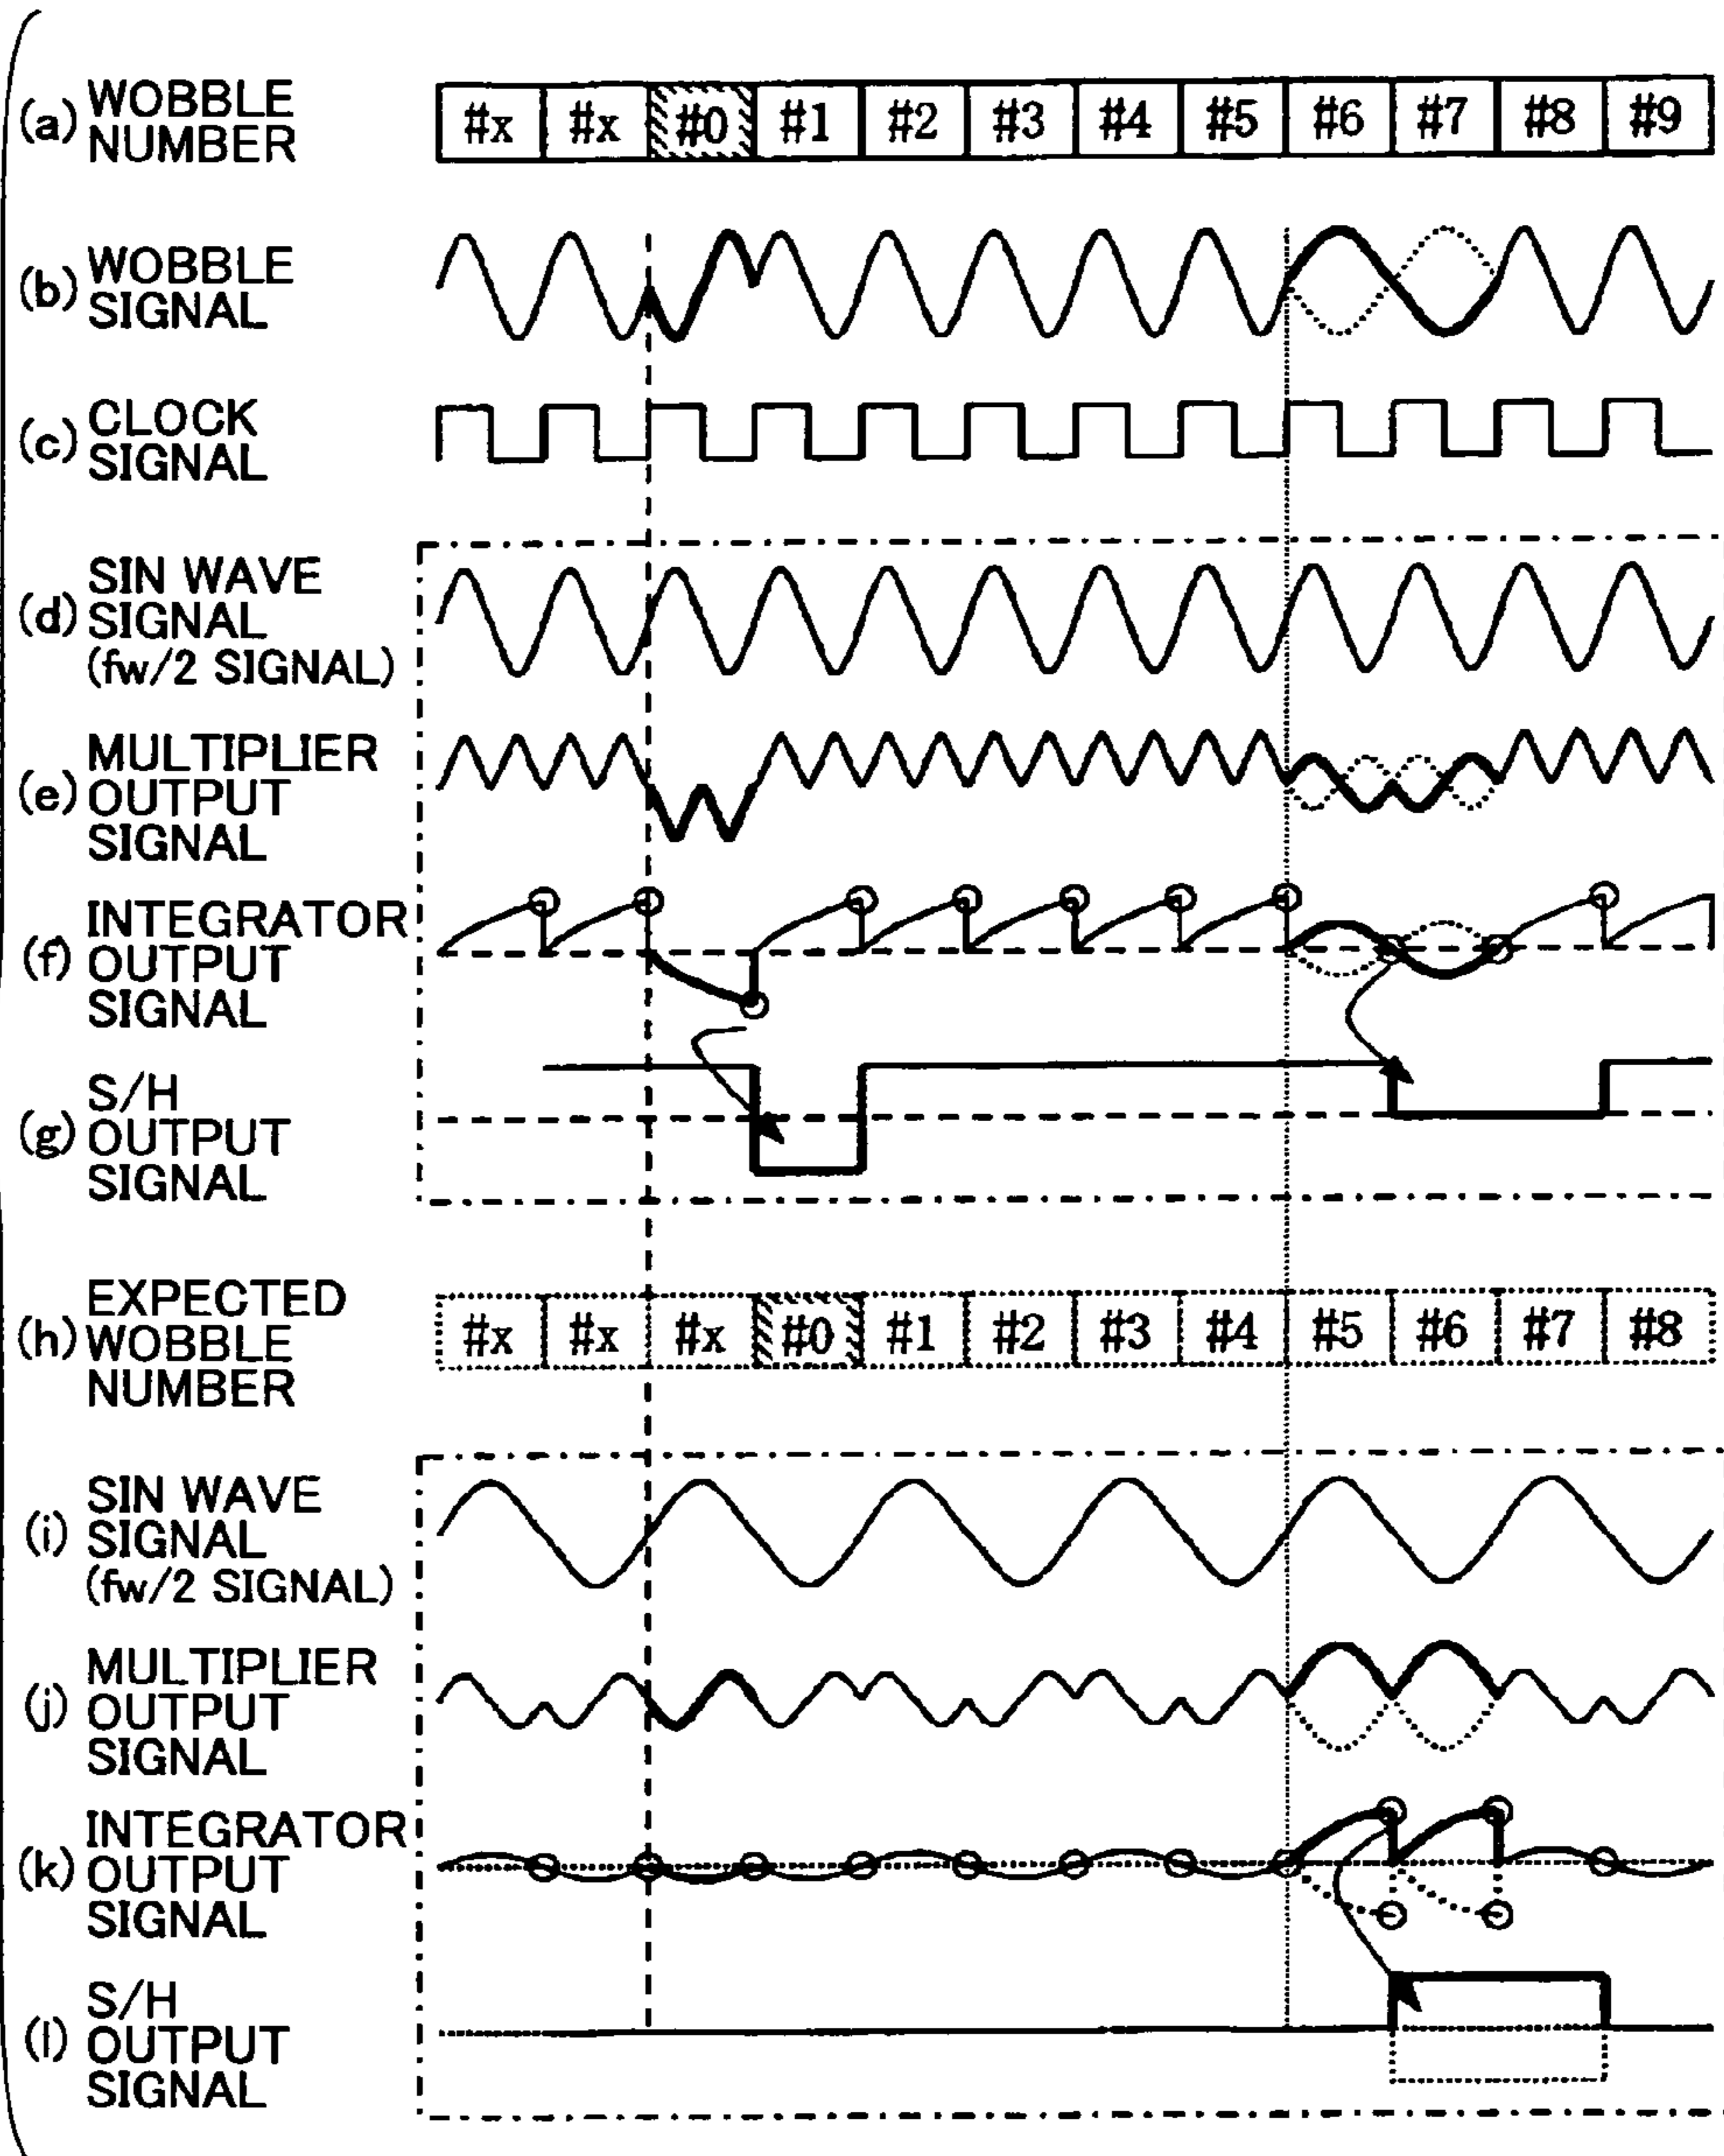 (a) WOBBLE
NUMBER
#x #x #0 #1 #2 #3 #4 #5 #6 #7 #8 #9
(b) WOBBLE
SIGNAL
(c) CLOCK
SIGNAL
(d) SIN WAVE
SIGNAL
(fw/2 SIGNAL)
(e) MULTIPLIER
OUTPUT
SIGNAL
(f) INTEGRATOR
OUTPUT
SIGNAL
(g) S/H
OUTPUT
SIGNAL
(h) EXPECTED
WOBBLE
NUMBER
#x #x #x #0 #1 #2 #3 #4 #5 #6 #7 #8
(i) SIN WAVE
SIGNAL
(fw/2 SIGNAL)
(j) MULTIPLIER
OUTPUT
SIGNAL
(k) INTEGRATOR
OUTPUT
SIGNAL
(l) S/H
OUTPUT
SIGNAL